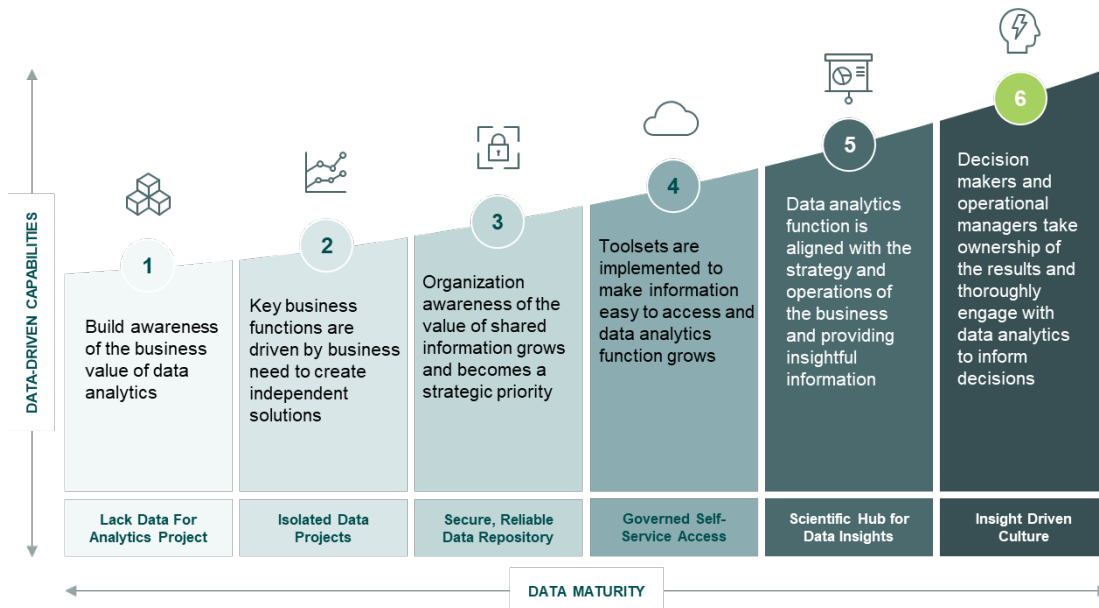 DATA-DRIVEN CAPABILITIES
1
Build awareness
of the business
value of data
analytics
Lack Data For
Analytics Project
2
Key business
functions are
driven by business
need to create
independent
solutions
Isolated Data
Projects
3
Organization
awareness of the
value of shared
information grows
and becomes a
strategic priority
Secure, Reliable
Data Repository
4
Toolsets are
implemented to
make information
easy to access and
data analytics
function grows
Governed Self-
Service Access
5
Data analytics
function is
aligned with the
strategy and
operations of
the business
and providing
insightful
information
Scientific Hub for
Data Insights
6
Decision
makers and
operational
managers take
ownership of
the results and
thoroughly
engage with
data analytics
to inform
decisions
Insight Driven
Culture
DATA MATURITY